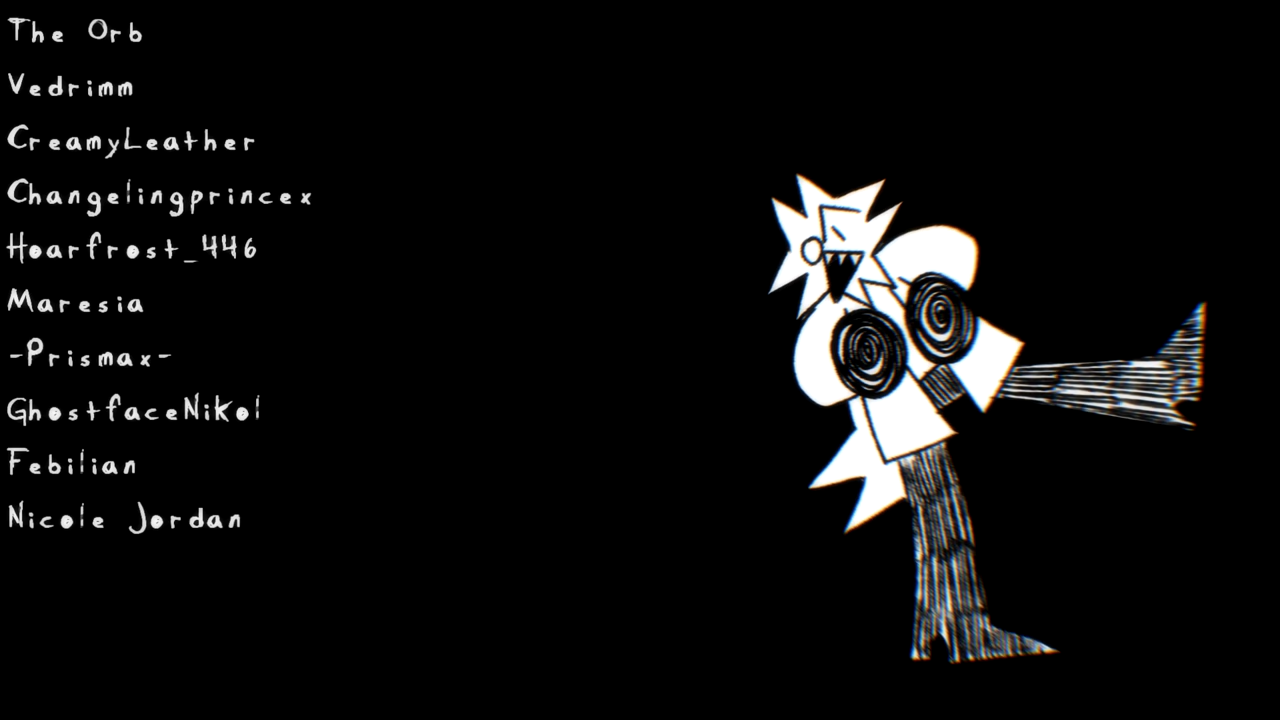 The Orb
Vedrimm
CreamyLeather
Changelingprincex
Hoarfrost_446
Maresia
-Prismax-
GhostfaceNikol
Febilian
Nicole Jordan